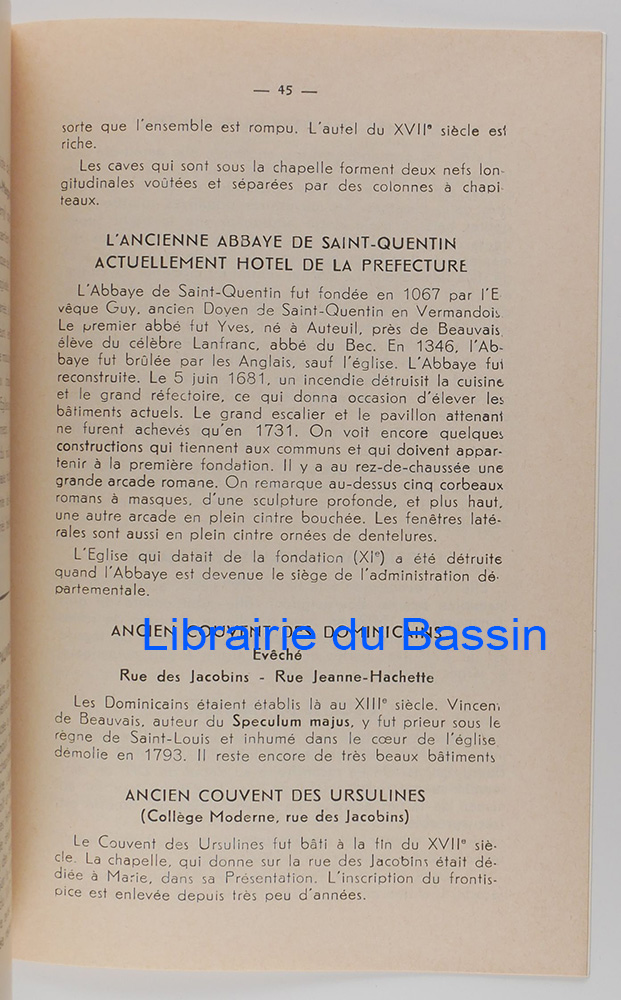 — 45 —
sorte que l'ensemble est rompu. L'autel du XVIIe siècle est
riche.
Les caves qui sont sous la chapelle forment deux nefs lon-
gitudinales voûtées et séparées par des colonnes à chapi-
teaux.
L'ANCIENNE ABBAYE DE SAINT-QUENTIN
ACTUELLEMENT HOTEL DE LA PREFECTURE
L'Abbaye de Saint-Quentin fut fondée en 1067 par l'E
vêque Guy, ancien Doyen de Saint-Quentin en Vermandois
Le premier abbé fut Yves, né à Auteuil, près de Beauvais,
élève du célèbre Lanfranc, abbé du Bec. En 1346, l'Ab-
baye fut brûlée par les Anglais, sauf l'église. L'Abbaye fut
reconstruite. Le 5 juin 1681, un incendie détruisit la cuisine
et le grand réfectoire, ce qui donna occasion d'élever les
bâtiments actuels. Le grand escalier et le pavillon attenant
ne furent achevés qu'en 1731. On voit encore quelques
constructions qui tiennent aux communs et qui doivent appar-
tenir à la première fondation. Il y a au rez-de-chaussée une
grande arcade romane. On remarque au-dessus cinq corbeaux
romans à masques, d'une sculpture profonde, et plus haut,
une autre arcade en plein cintre bouchée. Les fenêtres laté-
rales sont aussi en plein cintre ornées de dentelures.
L'Eglise qui datait de la fondation (XIe) a été détruite
quand l'Abbaye est devenue le siège de l'administration dé-
partementale.
ANCIEN COUVENT DES DOMINICAINS
Librairie du Bassin
Evêché
Rue des Jacobins - Rue Jeanne-Hachette
Les Dominicains étaient établis là au XIIIe siècle. Vincent
de Beauvais, auteur du Speculum majus, y fut prieur sous le
règne de Saint-Louis et inhumé dans le cœur de l'église
démolie en 1793. Il reste encore de très beaux bâtiments
ANCIEN COUVENT DES URSULINES
(Collège Moderne, rue des Jacobins)
Le Couvent des Ursulines fut bâti à la fin du XVIIe siè-
cle. La chapelle, qui donne sur la rue des Jacobins était dé-
diée à Marie, dans sa Présentation. L'inscription du frontis-
pice est enlevée depuis très peu d'années.